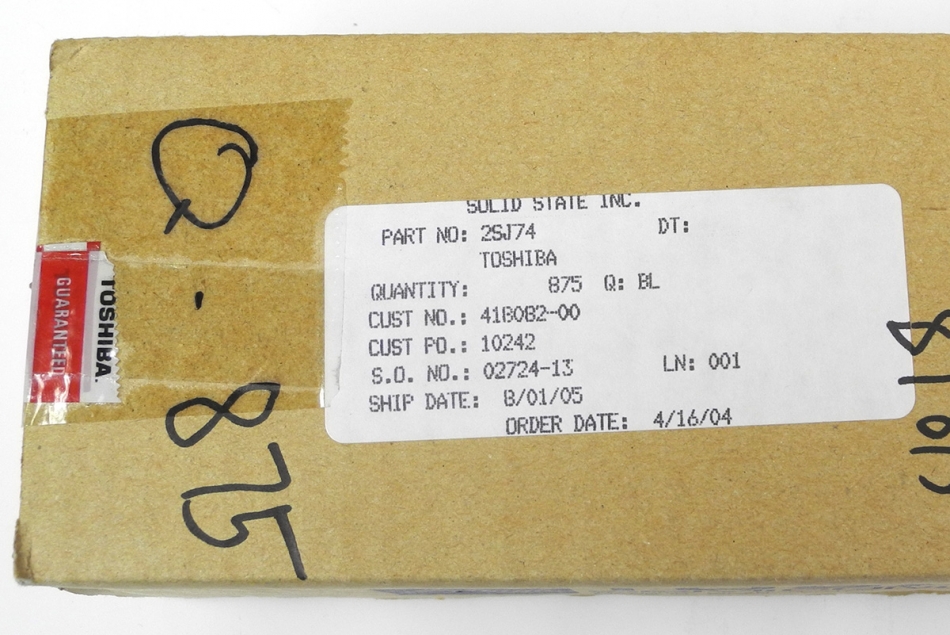 SOLID STATE INC.
PART NO: 2SJ74 DT:
TOSHIBA
QUANTITY: 875 Q: BL
CUST NO.: 418082-00
CUST PO.: 10242
S.O. NO.: 02724-13 LN: 001
SHIP DATE: 8/01/05
ORDER DATE: 4/16/04
TOSHIBA.
GUARANTEED
Q - 875